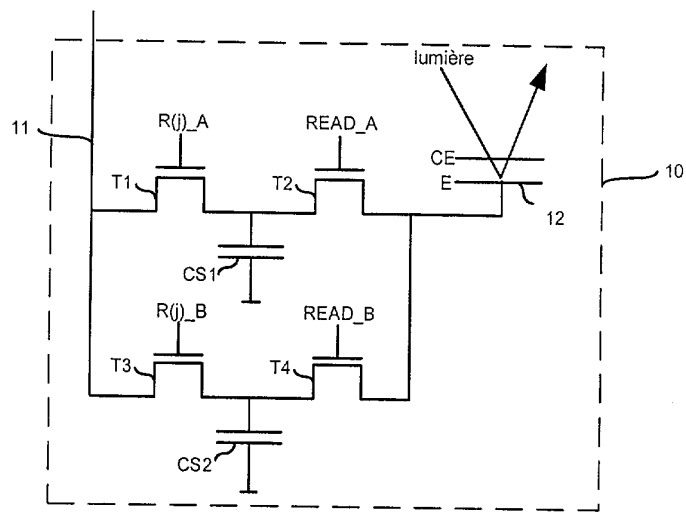 lumière
11
R(j)_A
READ_A
CE
T1
T2
E
10
12
CS1
R(j)_B
READ_B
T3
T4
CS2